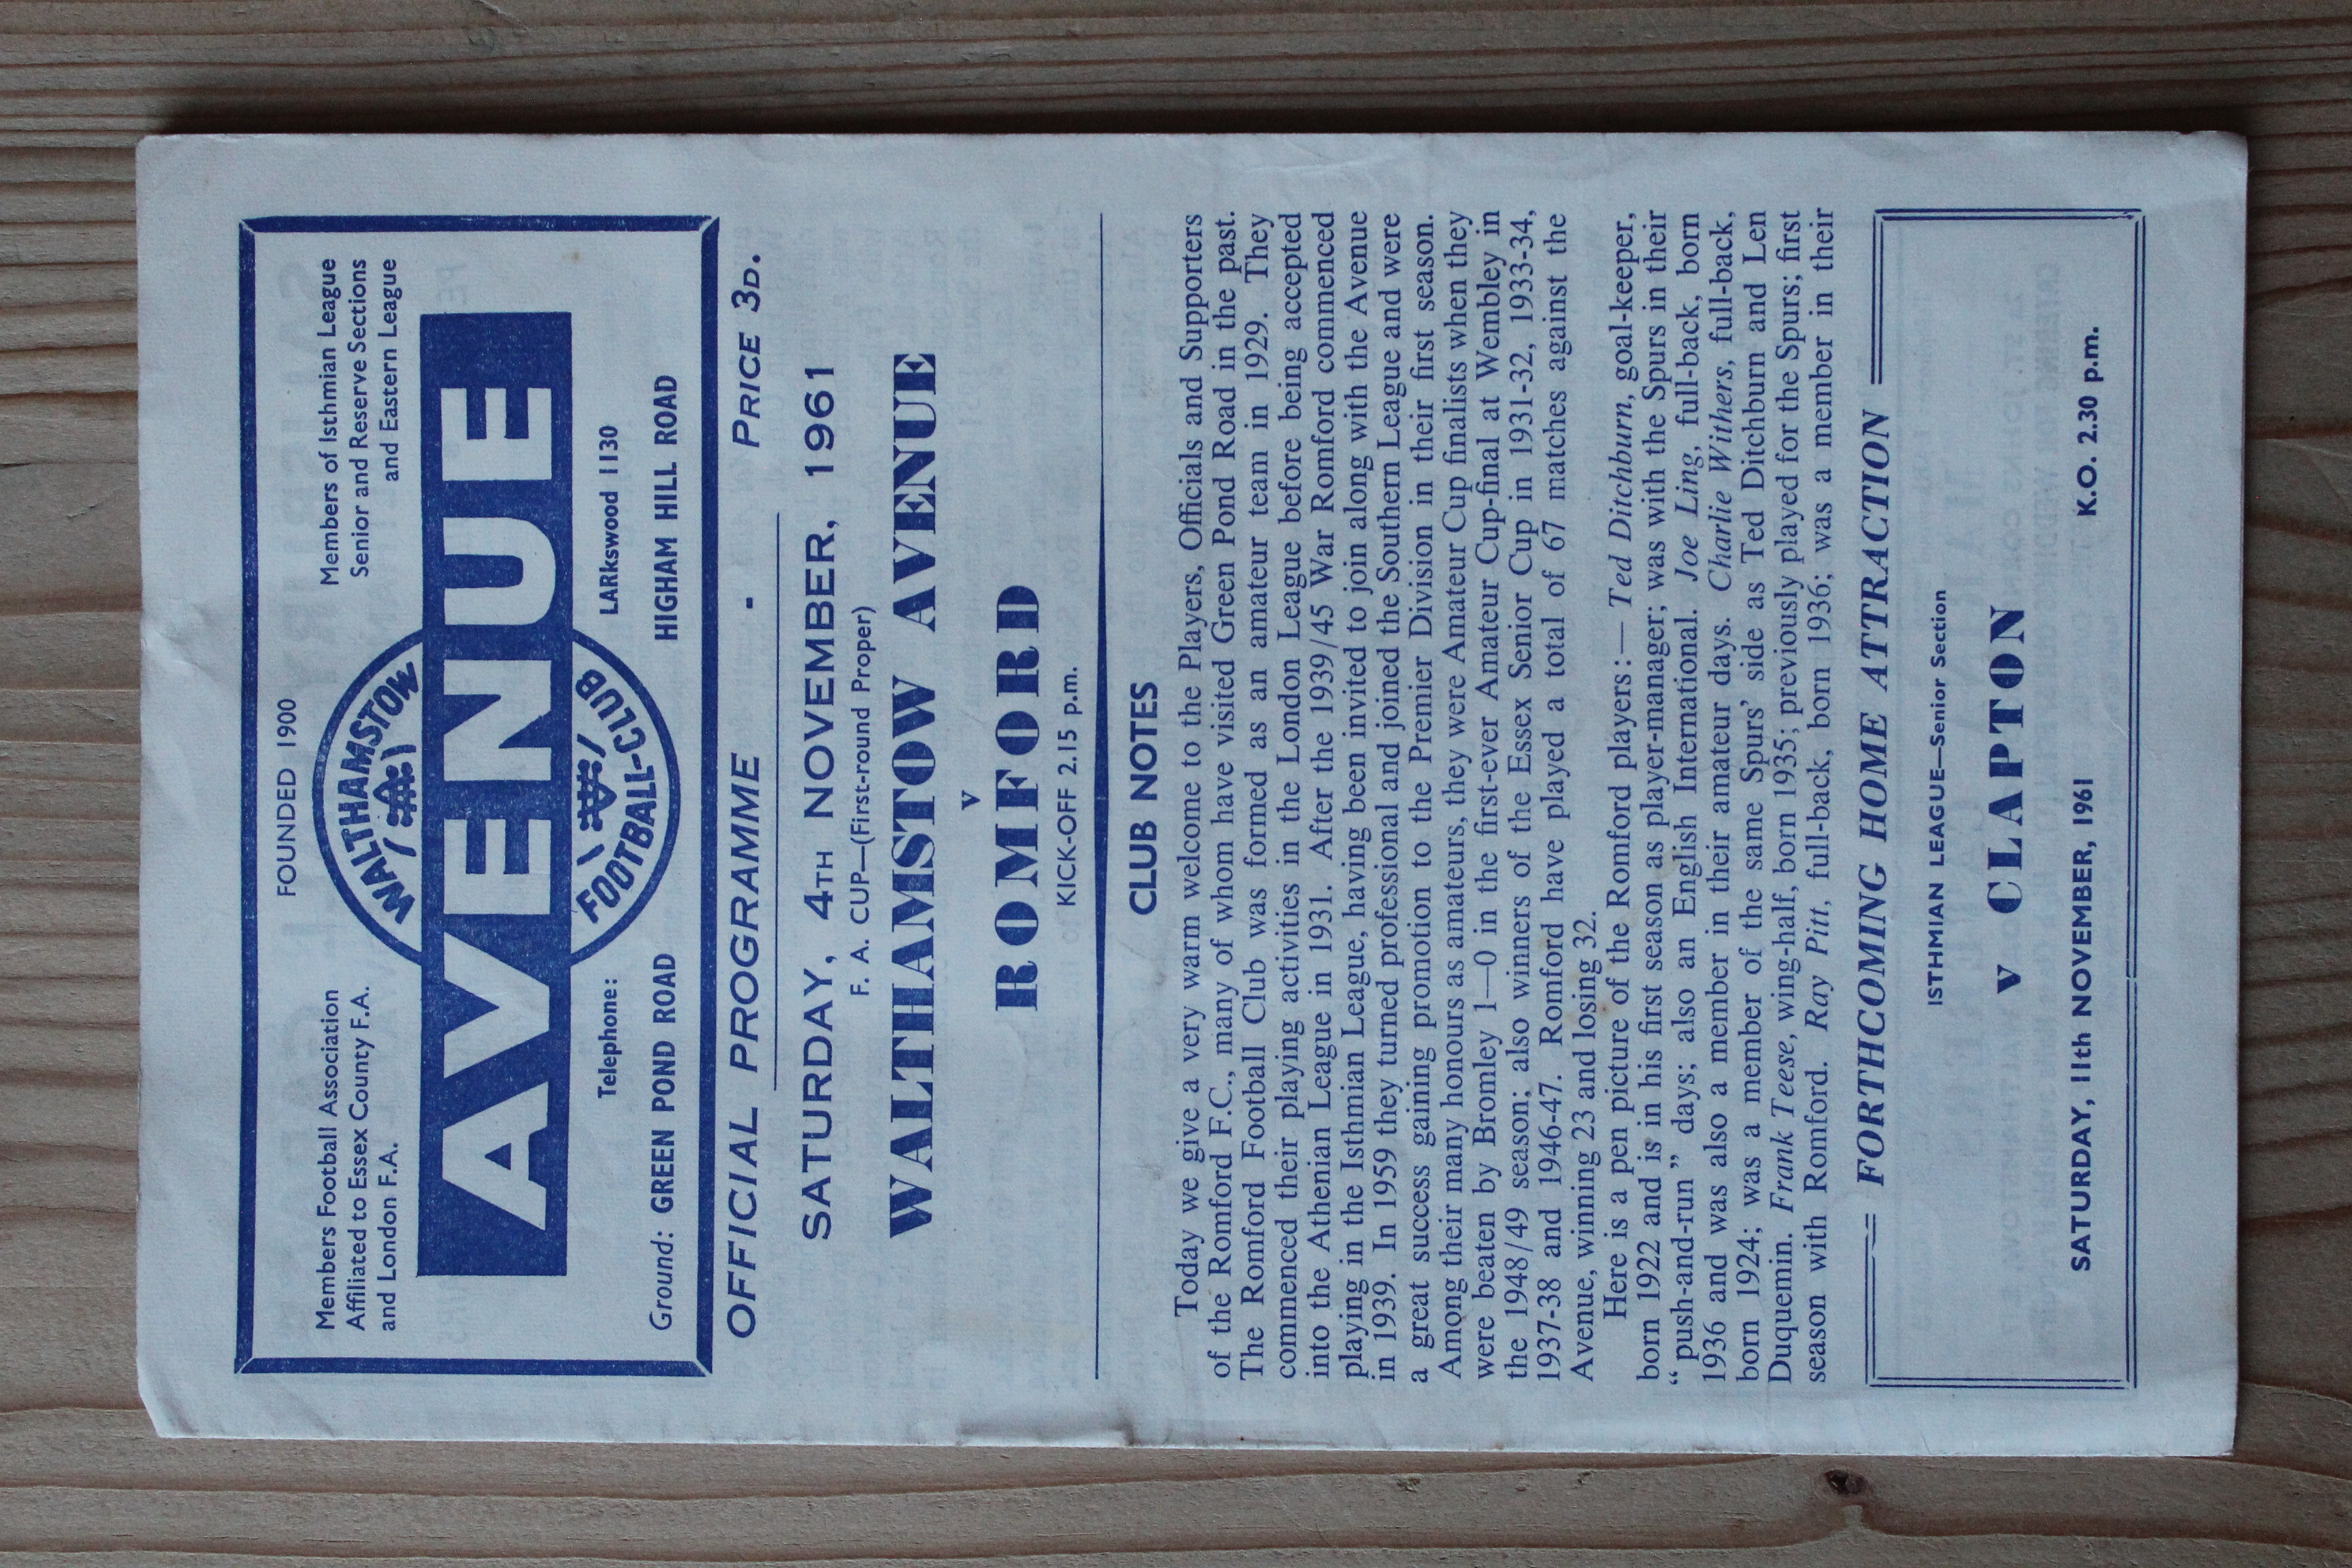 FOUNDED 1900
Members Football Association
Affiliated to Essex County F.A.
and London F.A.
Members of Isthmian League
Senior and Reserve Sections
and Eastern League
WALTHAMSTOW
AVENUE
FOOTBALL-CLUB
Telephone: LARkswood 1130
Ground: GREEN POND ROAD HIGHAM HILL ROAD
OFFICIAL PROGRAMME - PRICE 3D.
SATURDAY, 4TH NOVEMBER, 1961
F. A. CUP—(First-round Proper)
WALTHAMSTOW AVENUE
v
ROMFORD
KICK-OFF 2.15 p.m.
CLUB NOTES
Today we give a very warm welcome to the Players, Officials and Supporters
of the Romford F.C., many of whom have visited Green Pond Road in the past.
The Romford Football Club was formed as an amateur team in 1929. They
commenced their playing activities in the London League before being accepted
into the Athenian League in 1931. After the 1939/45 War Romford commenced
playing in the Isthmian League, having been invited to join along with the Avenue
in 1939. In 1959 they turned professional and joined the Southern League and were
a great success gaining promotion to the Premier Division in their first season.
Among their many honours as amateurs, they were Amateur Cup finalists when they
were beaten by Bromley 1—0 in the first-ever Amateur Cup-final at Wembley in
the 1948/49 season; also winners of the Essex Senior Cup in 1931-32, 1933-34,
1937-38 and 1946-47. Romford have played a total of 67 matches against the
Avenue, winning 23 and losing 32.
Here is a pen picture of the Romford players:— Ted Ditchburn, goal-keeper,
born 1922 and is in his first season as player-manager; was with the Spurs in their
“ push-and-run ” days; also an English International. Joe Ling, full-back, born
1936 and was also a member in their amateur days. Charlie Withers, full-back,
born 1924; was a member of the same Spurs' side as Ted Ditchburn and Len
Duquemin. Frank Teese, wing-half, born 1935; previously played for the Spurs; first
season with Romford. Ray Pitt, full-back, born 1936; was a member in their
FORTHCOMING HOME ATTRACTION
ISTHMIAN LEAGUE—Senior Section
v CLAPTON
SATURDAY, 11th NOVEMBER, 1961 K.O. 2.30 p.m.